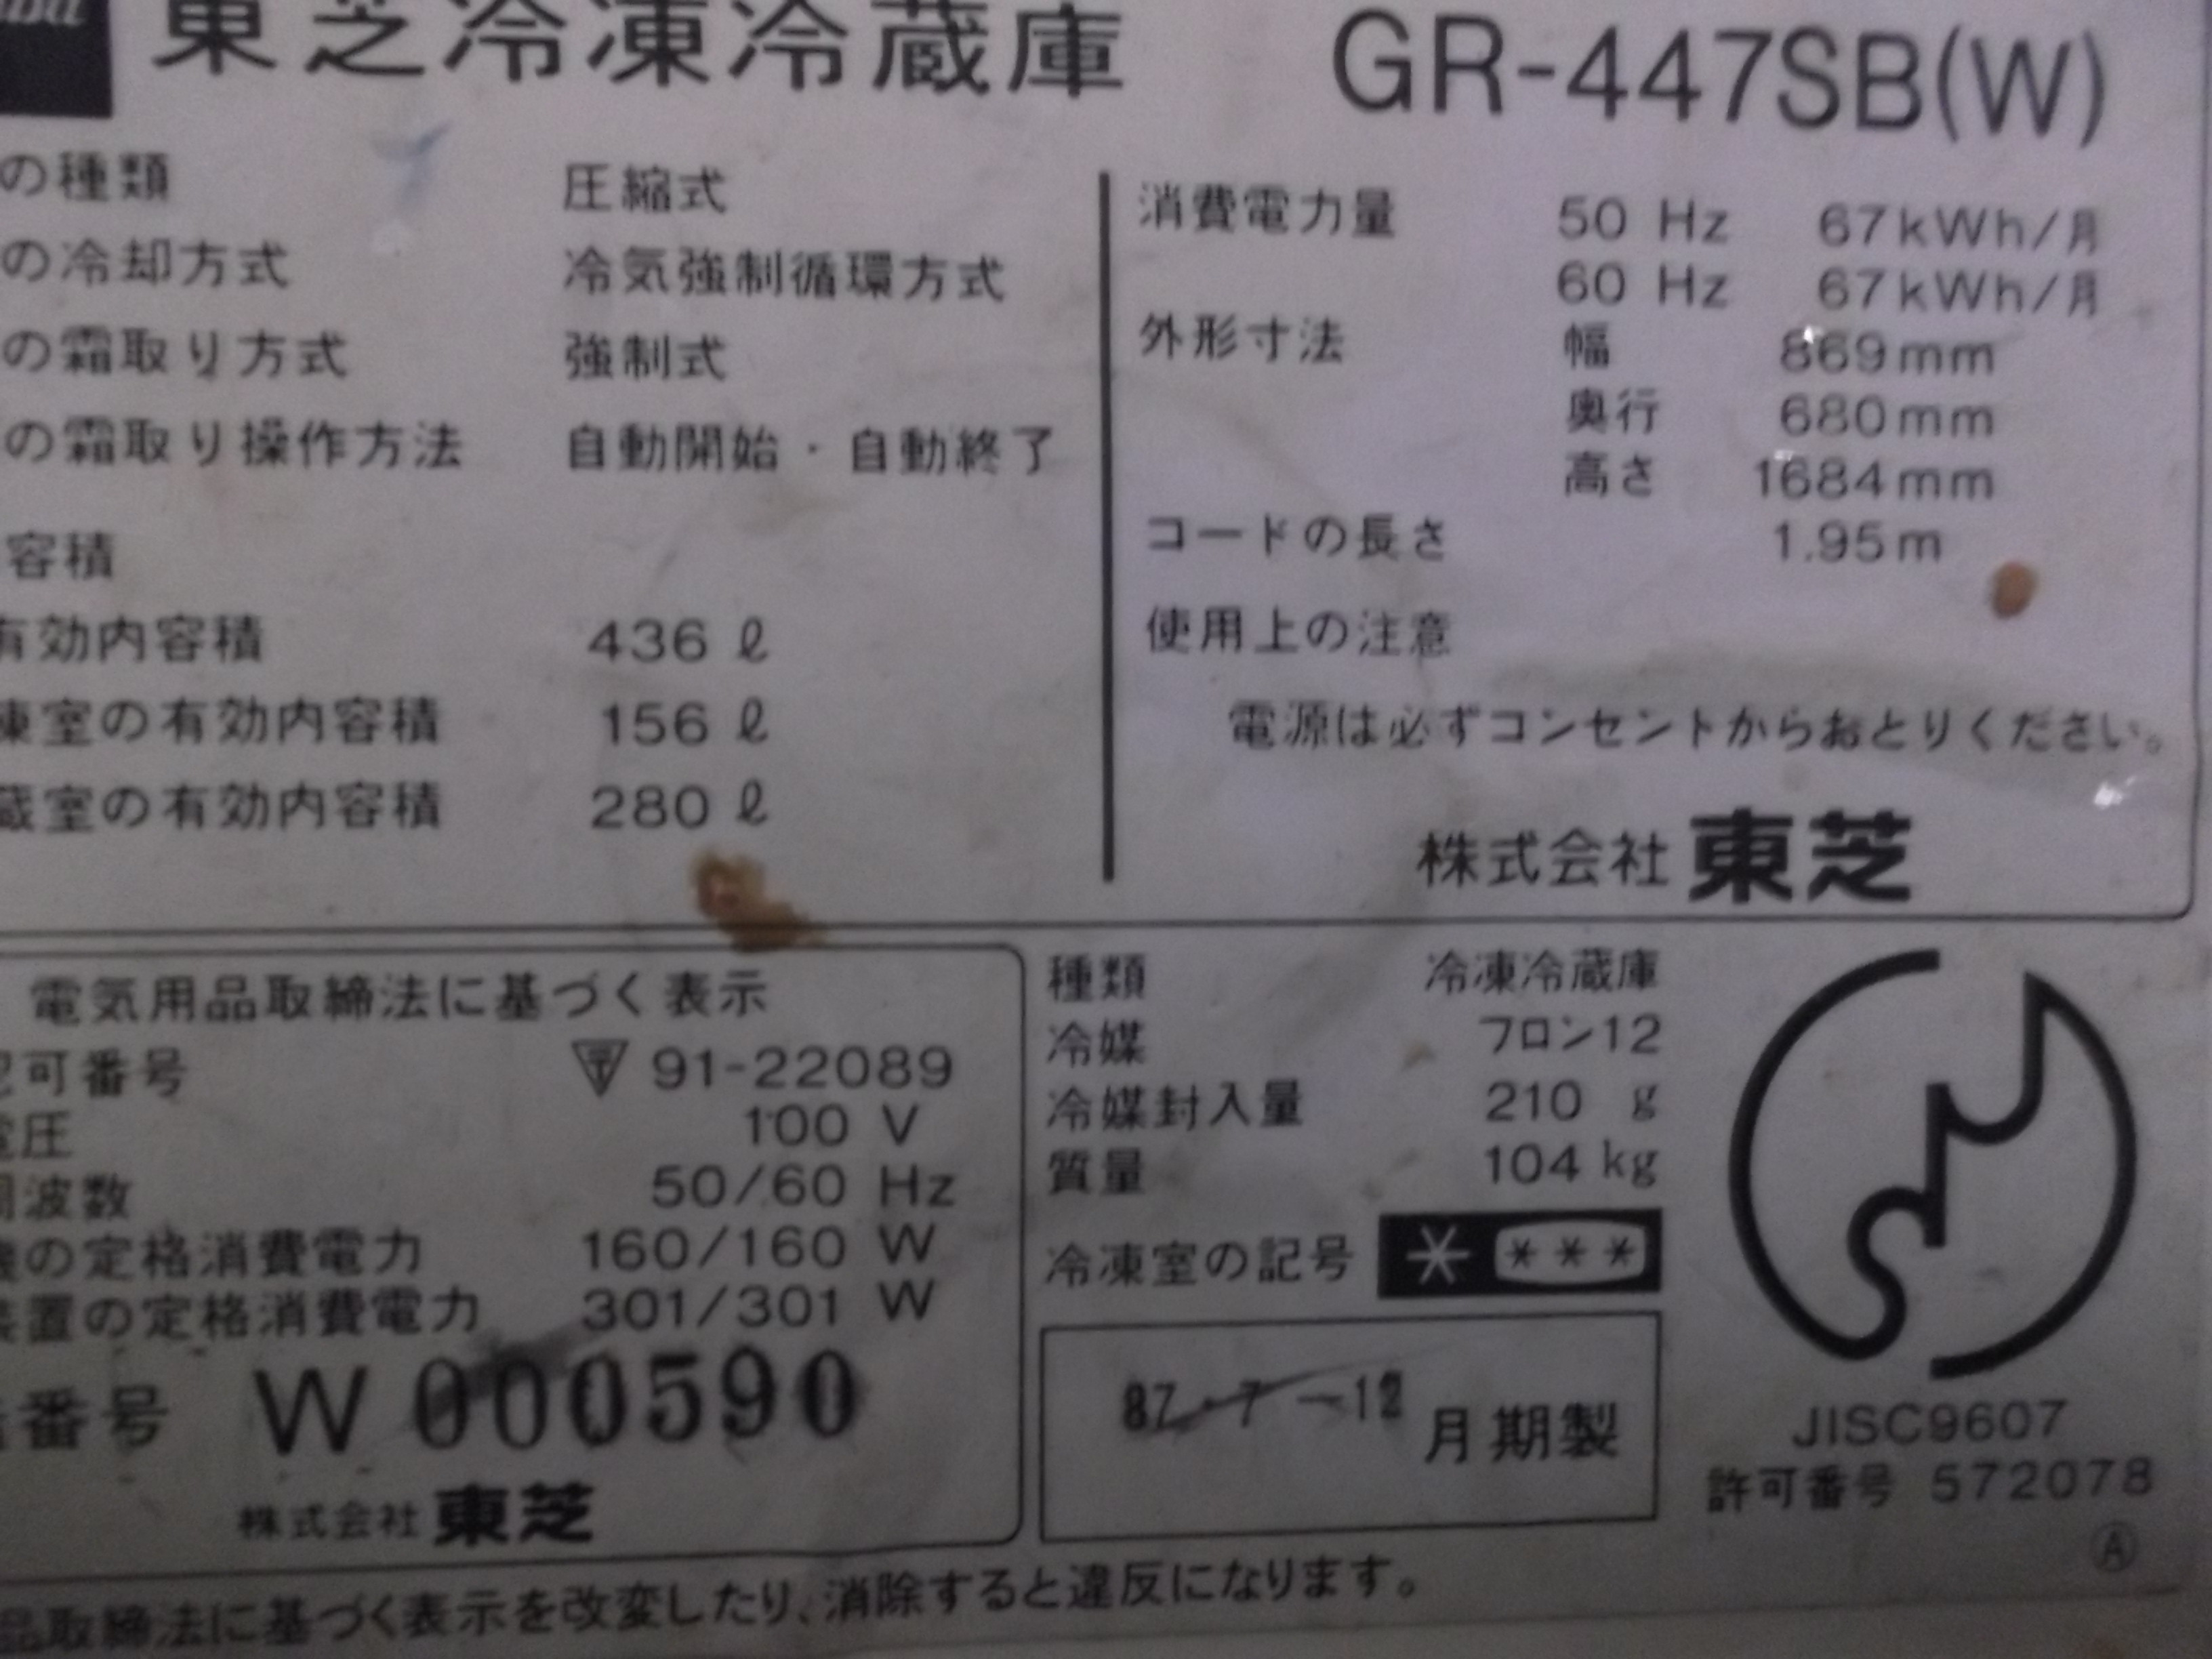 東芝冷凍冷蔵庫 GR-447SB(W)
の種類 圧縮式
の冷却方式 冷気強制循環方式
の霜取り方式 強制式
の霜取り操作方法 自動開始・自動終了
容積
有効内容積 436 ℓ
凍室の有効内容積 156 ℓ
蔵室の有効内容積 280 ℓ
消費電力量 50 Hz 67kWh/月
60 Hz 67kWh/月
外形寸法 幅 869mm
奥行 680mm
高さ 1684mm
コードの長さ 1.95m
使用上の注意
電源は必ずコンセントからおとりください。
株式会社 東芝
電気用品取締法に基づく表示
可番号 〒 91-22089
電圧 100 V
周波数 50/60 Hz
の定格消費電力 160/160 W
装置の定格消費電力 301/301 W
番号 W 000590
株式会社 東芝
種類 冷凍冷蔵庫
冷媒 フロン12
冷媒封入量 210 g
質量 104 kg
冷凍室の記号 * ***
87-7-12 月期製
JISC9607
許可番号 572078
Ⓐ
品取締法に基づく表示を改変したり、消除すると違反になります。